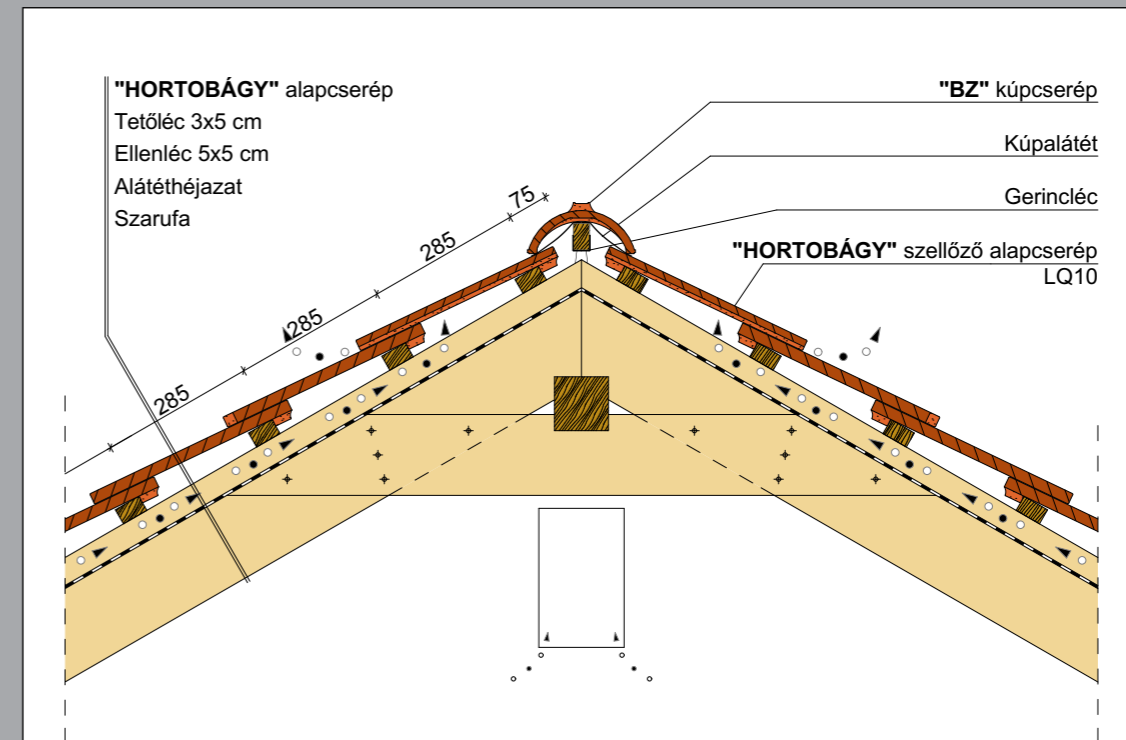 "HORTOBÁGY" alapcserép
Tetőléc 3x5 cm
Ellenléc 5x5 cm
Alátéthéjazat
Szarufa
"BZ" kúpcserép
Kúpalátét
Gerincléc
"HORTOBÁGY" szellőző alapcserép
LQ10
75
285
285
285